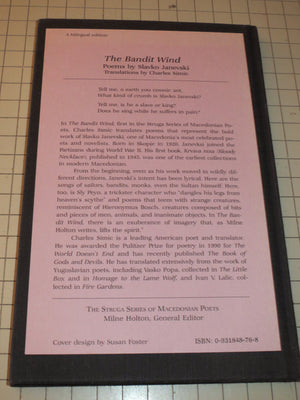 A bilingual edition
The Bandit Wind
Poems by Slavko Janevski
Translations by Charles Simic
Tell me, o earth you cosmic ant,
What kind of crumb is Slavko Janevski?
Tell me, is he a slave or king?
Does he sing while he suffers in pain?
In The Bandit Wind, first in the Struga Series of Macedonian Po-
ets, Charles Simic translates poems that represent the bold
work of Slavko Janevski, one of Macedonia's most celebrated po-
ets and novelists. Born in Skopje in 1920, Janevski joined the
Partisans during World War II. His first book, Krvava niza (Bloody
Necklace), published in 1945, was one of the earliest collections
in modern Macedonian.
From the beginning, even as his work moved in wildly dif-
ferent directions, Janevski's intent has been lyrical. Here are the
songs of sailors, bandits, monks, even the Sultan himself. Here,
too, is Sly Peyo, a trickster character who "dangles his legs from
heaven's scythe" and poems that teem with strange creatures,
reminiscent of Hieronymus Bosch, creatures composed of bits
and pieces of men, animals, and inanimate objects. In The Ban-
dit Wind, there is an exuberance of imagery that, as Milne
Holton writes, lifts the spirit."
Charles Simic is a leading American poet and translator.
He was awarded the Pulitzer Prize for poetry in 1990 for The
World Doesn't End and has recently published The Book of
Gods and Devils. He has translated extensively from the work of
Yugoslavian poets, including Vasko Popa, collected in The Little
Box and in Homage to the Lame Wolf, and Ivan V. Lalic, col-
lected in Fire Gardens.
THE STRUGA SERIES OF MACEDONIAN POETS
Milne Holton, General Editor
Cover design by Susan Foster
ISBN: 0-931848-76-8